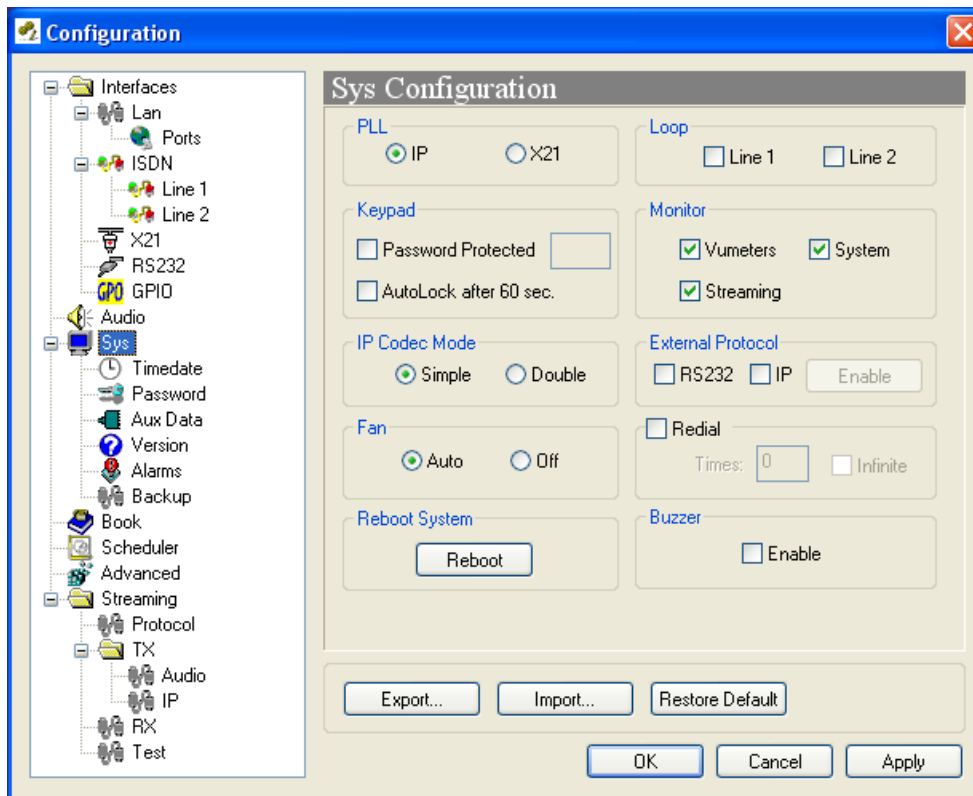 Configuration
Interfaces
Lan
Ports
ISDN
Line 1
Line 2
X21
RS232
GPO GPIO
Audio
Sys
Timedate
Password
Aux Data
Version
Alarms
Backup
Book
Scheduler
Advanced
Streaming
Protocol
TX
Audio
IP
RX
Test
Sys Configuration
PLL
IP X21
Loop
Line 1 Line 2
Keypad
Password Protected
AutoLock after 60 sec.
Monitor
Vumeters System
Streaming
IP Codec Mode
Simple Double
External Protocol
RS232 IP Enable
Fan
Auto Off
Redial
Times: 0 Infinite
Reboot System
Reboot
Buzzer
Enable
Export... Import... Restore Default
OK Cancel Apply